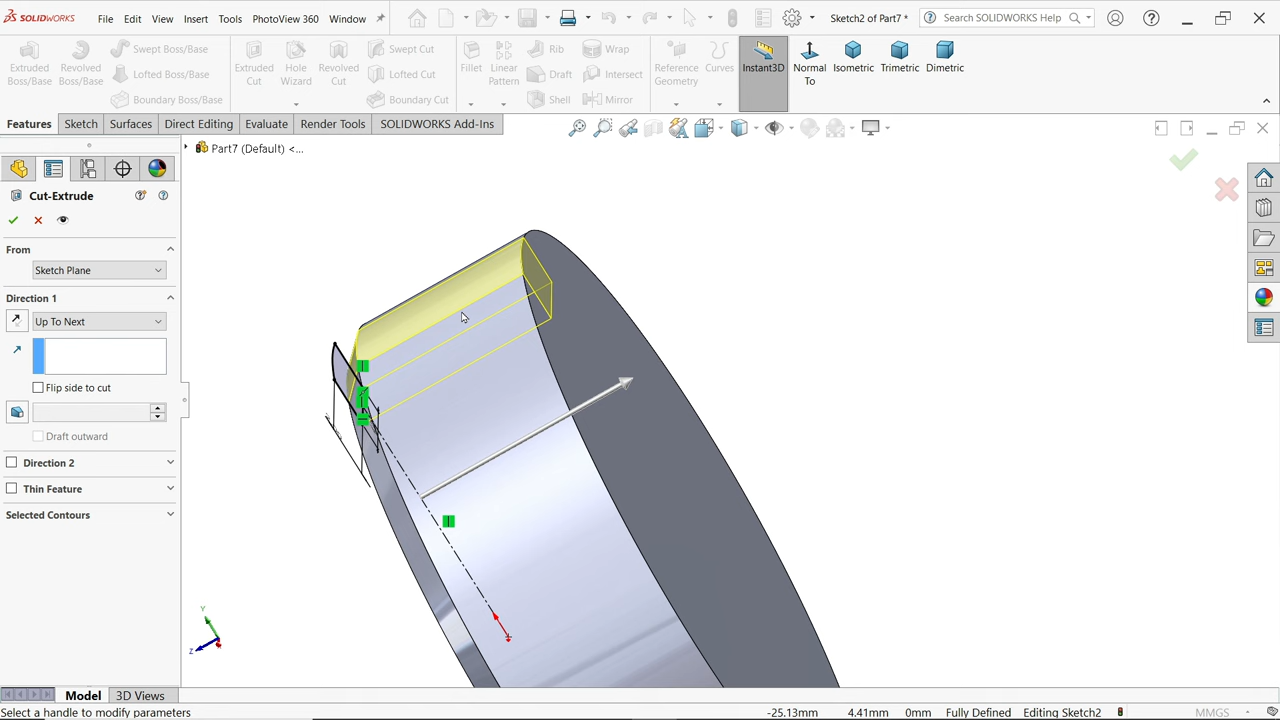 File Edit View Insert Tools PhotoView 360 Window Sketch2 of Part7 * Search SOLIDWORKS Help
Extruded Boss/Base
Revolved Boss/Base
Swept Boss/Base
Lofted Boss/Base
Boundary Boss/Base
Extruded Cut
Hole Wizard
Revolved Cut
Swept Cut
Lofted Cut
Boundary Cut
Fillet
Linear Pattern
Rib
Draft
Shell
Wrap
Intersect
Mirror
Reference Geometry
Curves
Instant3D
Normal To
Isometric
Trimetric
Dimetric
Features Sketch Surfaces Direct Editing Evaluate Render Tools SOLIDWORKS Add-Ins
Part7 (Default) <...
Cut-Extrude
From
Sketch Plane
Direction 1
Up To Next
Flip side to cut
Draft outward
Direction 2
Thin Feature
Selected Contours
Y
Z
Model 3D Views
Select a handle to modify parameters -25.13mm 4.41mm 0mm Fully Defined Editing Sketch2 MMGS